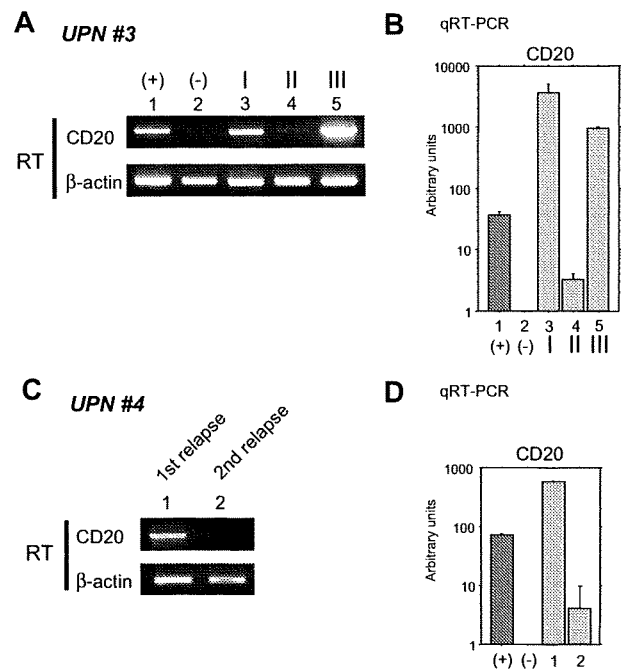 A UPN #3
(+) (-) I II III
1 2 3 4 5
RT
CD20
β-actin
B qRT-PCR
CD20
Arbitrary units
10000
1000
100
10
1
1 2 3 4 5
(+) (-) I II III
C UPN #4
1st relapse
2nd relapse
1 2
RT
CD20
β-actin
D qRT-PCR
CD20
Arbitrary units
1000
100
10
1
(+) (-) 1 2